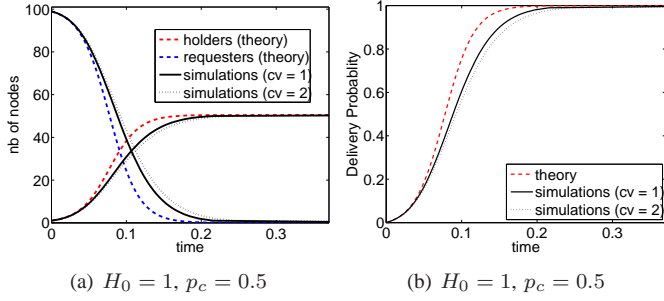 100
80
60
40
20
0
nb of nodes
holders (theory)
requesters (theory)
simulations (cv = 1)
simulations (cv = 2)
0 0.1 0.2 0.3
time
(a) H₀ = 1, p_c = 0.5
1
0.8
0.6
0.4
0.2
0
Delivery Probablity
theory
simulations (cv = 1)
simulations (cv = 2)
0 0.1 0.2 0.3
time
(b) H₀ = 1, p_c = 0.5